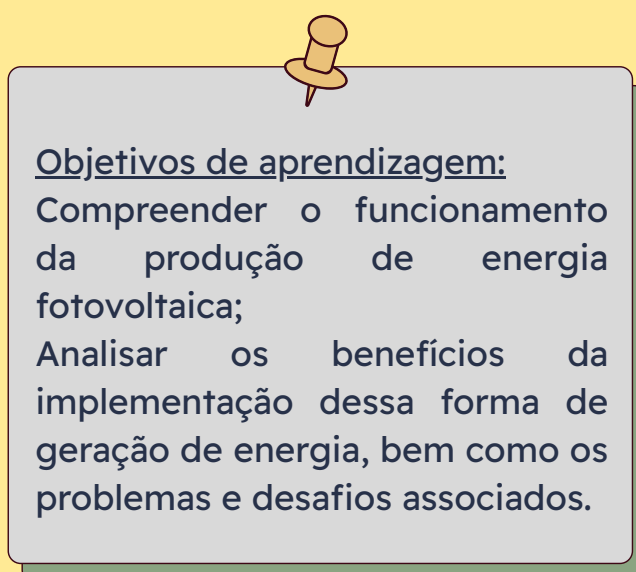 Objetivos de aprendizagem:
Compreender o funcionamento
da produção de energia
fotovoltaica;
Analisar os benefícios da
implementação dessa forma de
geração de energia, bem como os
problemas e desafios associados.